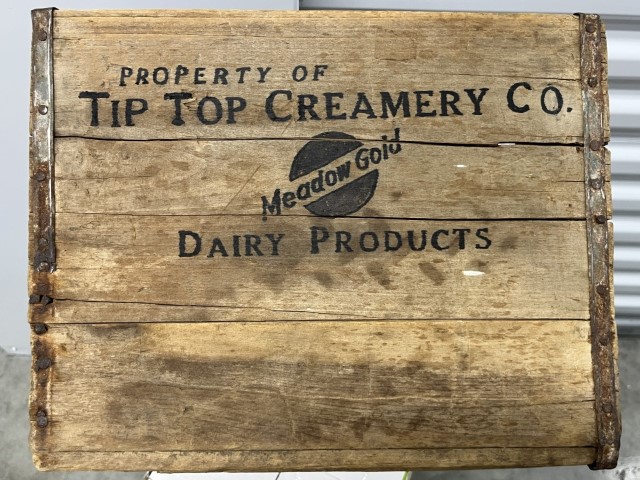 PROPERTY OF
TIP TOP CREAMERY CO.
Meadow Gold
DAIRY PRODUCTS